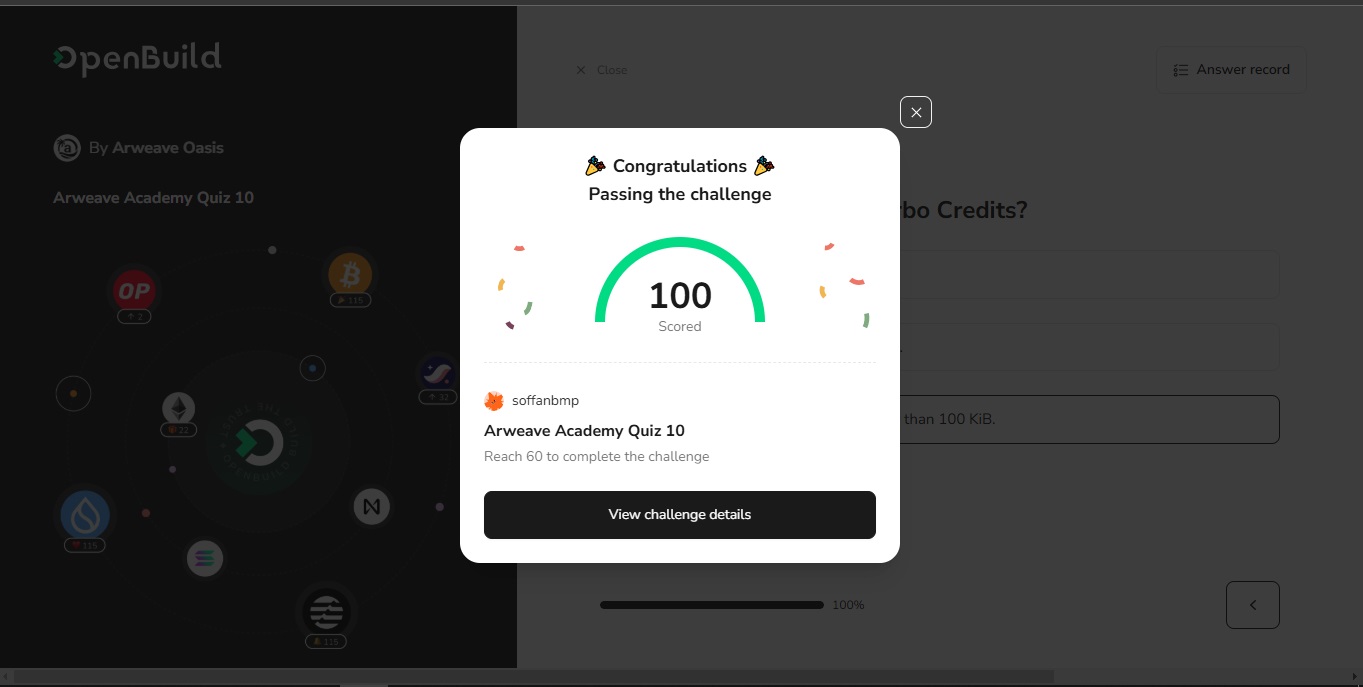 OpenBuild
Close
Answer record
By Arweave Oasis
Arweave Academy Quiz 10
Congratulations
Passing the challenge
rbo Credits?
100
Scored
than 100 KiB.
soffanbmp
Arweave Academy Quiz 10
Reach 60 to complete the challenge
View challenge details
100%
OP
2
115
32
22
115
115